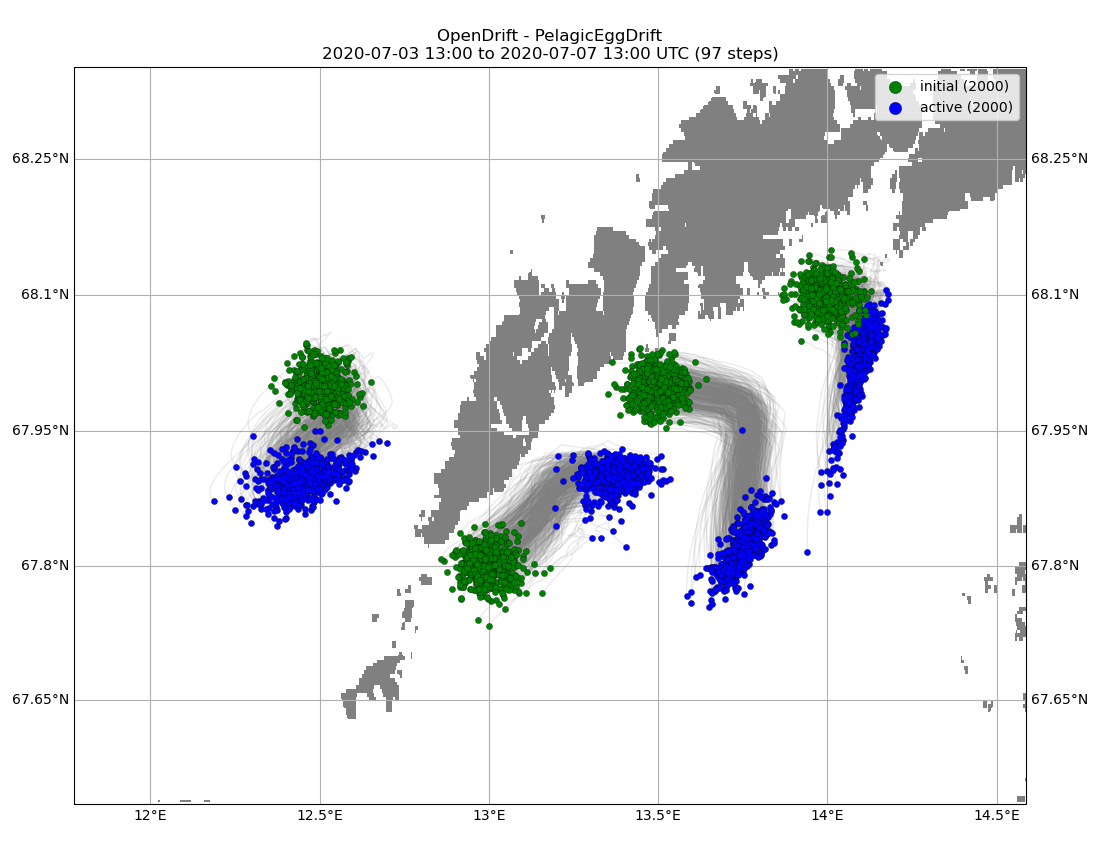 OpenDrift - PelagicEggDrift
2020-07-03 13:00 to 2020-07-07 13:00 UTC (97 steps)
initial (2000)
active (2000)
68.25°N
68.25°N
68.1°N
68.1°N
67.95°N
67.95°N
67.8°N
67.8°N
67.65°N
67.65°N
12°E
12.5°E
13°E
13.5°E
14°E
14.5°E